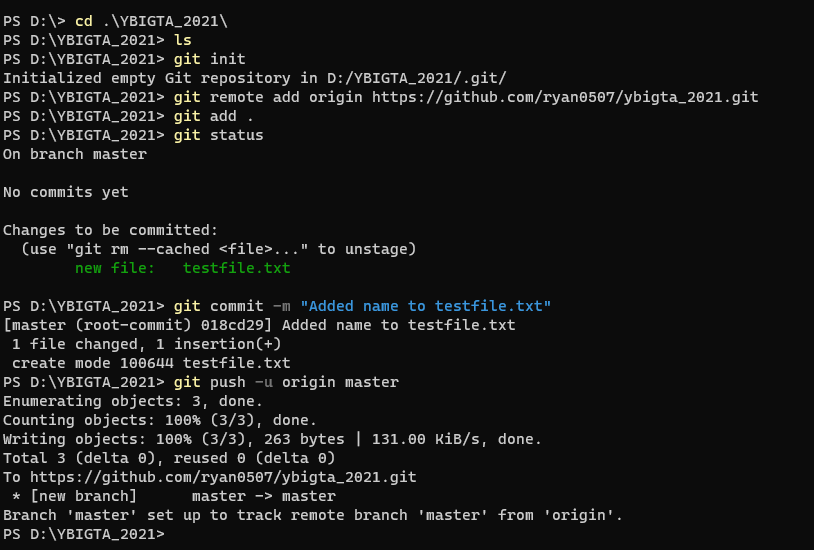 PS D:\> cd .\YBIGTA_2021\
PS D:\YBIGTA_2021> ls
PS D:\YBIGTA_2021> git init
Initialized empty Git repository in D:/YBIGTA_2021/.git/
PS D:\YBIGTA_2021> git remote add origin https://github.com/ryan0507/ybigta_2021.git
PS D:\YBIGTA_2021> git add .
PS D:\YBIGTA_2021> git status
On branch master

No commits yet

Changes to be committed:
  (use "git rm --cached <file>..." to unstage)
        new file:   testfile.txt

PS D:\YBIGTA_2021> git commit -m "Added name to testfile.txt"
[master (root-commit) 018cd29] Added name to testfile.txt
 1 file changed, 1 insertion(+)
 create mode 100644 testfile.txt
PS D:\YBIGTA_2021> git push -u origin master
Enumerating objects: 3, done.
Counting objects: 100% (3/3), done.
Writing objects: 100% (3/3), 263 bytes | 131.00 KiB/s, done.
Total 3 (delta 0), reused 0 (delta 0)
To https://github.com/ryan0507/ybigta_2021.git
 * [new branch]      master -> master
Branch 'master' set up to track remote branch 'master' from 'origin'.
PS D:\YBIGTA_2021>